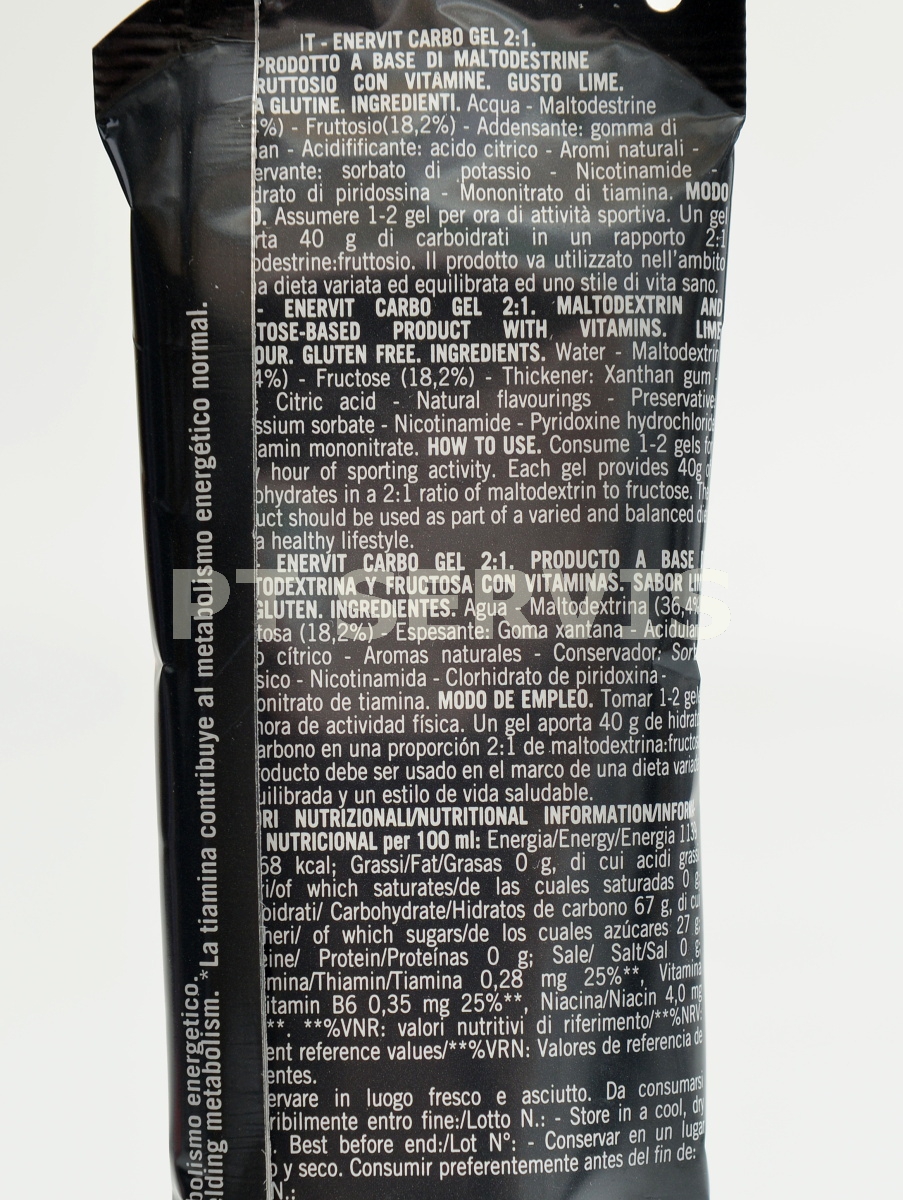 IT - ENERVIT CARBO GEL 2:1.
PRODOTTO A BASE DI MALTODESTRINE
RUTTOSIO CON VITAMINE. GUSTO LIME.
A GLUTINE. INGREDIENTI. Acqua - Maltodestrine
%) - Fruttosio(18,2%) - Addensante: gomma di
an - Acidifificante: acido citrico - Aromi naturali -
ervante: sorbato di potassio - Nicotinamide -
drato di piridossina - Mononitrato di tiamina. MODO
O. Assumere 1-2 gel per ora di attività sportiva. Un gel
rta 40 g di carboidrati in un rapporto 2:1
odestrine:fruttosio. Il prodotto va utilizzato nell'ambito
a dieta variata ed equilibrata ed uno stile di vita sano.
- ENERVIT CARBO GEL 2:1. MALTODEXTRIN AND
TOSE-BASED PRODUCT WITH VITAMINS. LIME
OUR. GLUTEN FREE. INGREDIENTS. Water - Maltodextrin
4%) - Fructose (18,2%) - Thickener: Xanthan gum -
: Citric acid - Natural flavourings - Preservative:
ssium sorbate - Nicotinamide - Pyridoxine hydrochloride
amin mononitrate. HOW TO USE. Consume 1-2 gels fo
y hour of sporting activity. Each gel provides 40g o
ohydrates in a 2:1 ratio of maltodextrin to fructose. The
uct should be used as part of a varied and balanced die
a healthy lifestyle.
ENERVIT CARBO GEL 2:1. PRODUCTO A BASE D
TODEXTRINA Y FRUCTOSA CON VITAMINAS. SABOR LIM
GLUTEN. INGREDIENTES. Agua - Maltodextrina (36,4%
tosa (18,2%) - Espesante: Goma xantana - Acidulan
o cítrico - Aromas naturales - Conservador: Sorb
sico - Nicotinamida - Clorhidrato de piridoxina-
onitrato de tiamina. MODO DE EMPLEO. Tomar 1-2 gele
hora de actividad física. Un gel aporta 40 g de hidrat
arbono en una proporción 2:1 de maltodextrina:fructos
oducto debe ser usado en el marco de una dieta variad
uilibrada y un estilo de vida saludable.
RI NUTRIZIONALI/NUTRITIONAL INFORMATION/INFORM
NUTRICIONAL per 100 ml: Energia/Energy/Energia 113
68 kcal; Grassi/Fat/Grasas 0 g, di cui acidi grass
i/of which saturates/de las cuales saturadas 0 g;
oidrati/ Carbohydrate/Hidratos de carbono 67 g, di cui
heri/ of which sugars/de los cuales azúcares 27 g;
eine/ Protein/Proteínas 0 g; Sale/ Salt/Sal 0 g;
mina/Thiamin/Tiamina 0,28 mg 25%**, Vitamina
itamin B6 0,35 mg 25%**, Niacina/Niacin 4,0 mg
**. **%VNR: valori nutritivi di riferimento/**%NRV:
ent reference values/**%VRN: Valores de referencia de
entes.
ervare in luogo fresco e asciutto. Da consumarsi
ribilmente entro fine:/Lotto N.: - Store in a cool, dry
Best before end:/Lot N°: - Conservar en un lugar
o y seco. Consumir preferentemente antes del fin de:
N.:
bolismo energetico.
elding metabolism. *La tiamina contribuye al metabolismo energético normal.
PT SERVIS